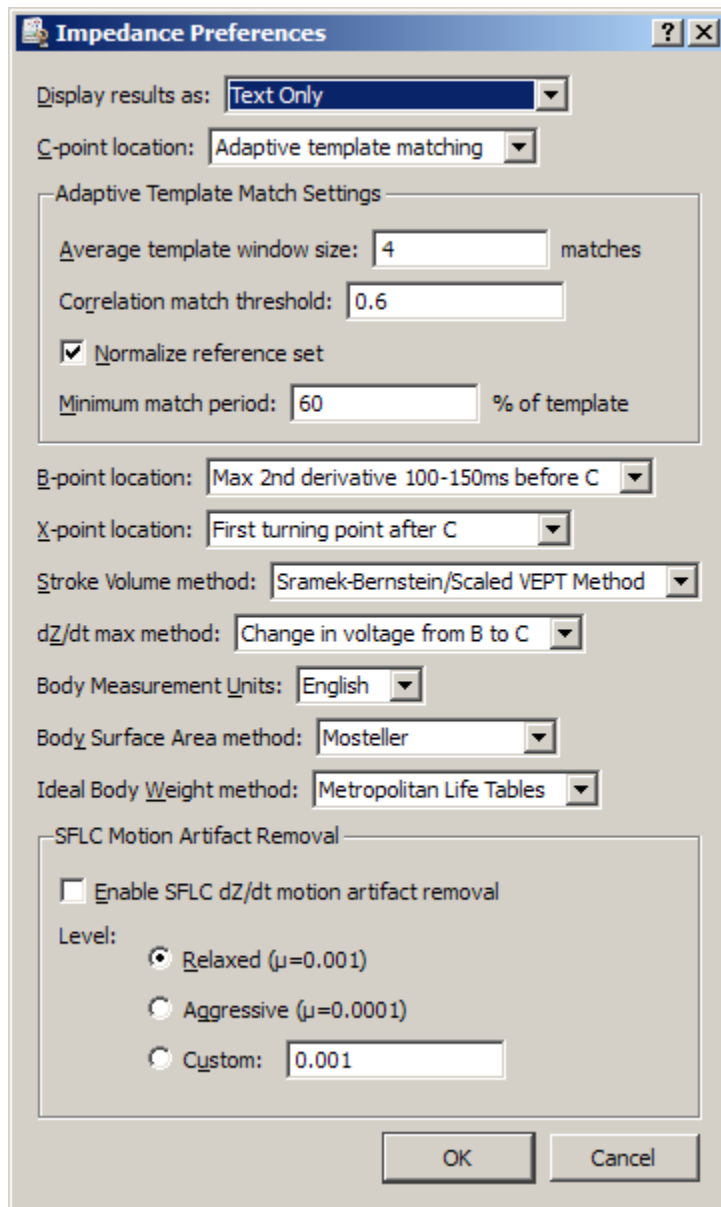 Impedance Preferences
Display results as: Text Only
C-point location: Adaptive template matching
Adaptive Template Match Settings
Average template window size: 4 matches
Correlation match threshold: 0.6
Normalize reference set
Minimum match period: 60 % of template
B-point location: Max 2nd derivative 100-150ms before C
X-point location: First turning point after C
Stroke Volume method: Sramek-Bernstein/Scaled VEPT Method
dZ/dt max method: Change in voltage from B to C
Body Measurement Units: English
Body Surface Area method: Mosteller
Ideal Body Weight method: Metropolitan Life Tables
SFLC Motion Artifact Removal
Enable SFLC dZ/dt motion artifact removal
Level:
Relaxed (μ=0.001)
Aggressive (μ=0.0001)
Custom: 0.001
OK Cancel